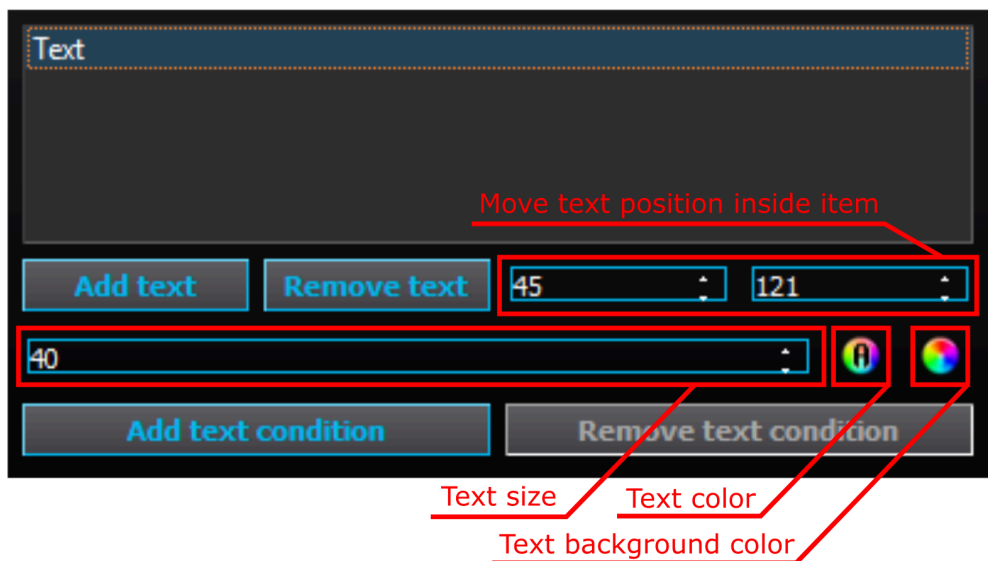 Text
Move text position inside item
Add text
Remove text
45
121
40
A
Add text condition
Remove text condition
Text size
Text color
Text background color